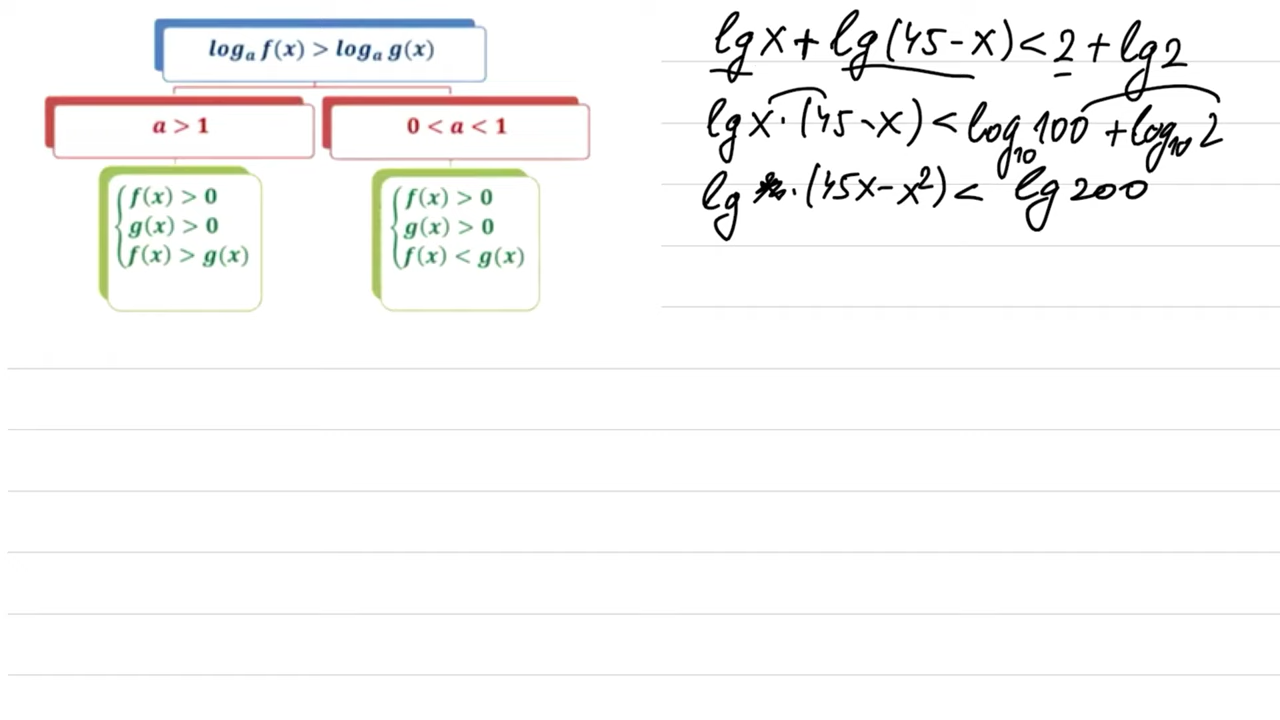 logₐ f(x) > logₐ g(x)
a > 1
0 < a < 1
f(x) > 0
g(x) > 0
f(x) > g(x)
f(x) > 0
g(x) > 0
f(x) < g(x)
lg x + lg (45 - x) < 2 + lg 2
lg x · (45 - x) < log₁₀ 100 + log₁₀ 2
lg · (45x - x²) < lg 200